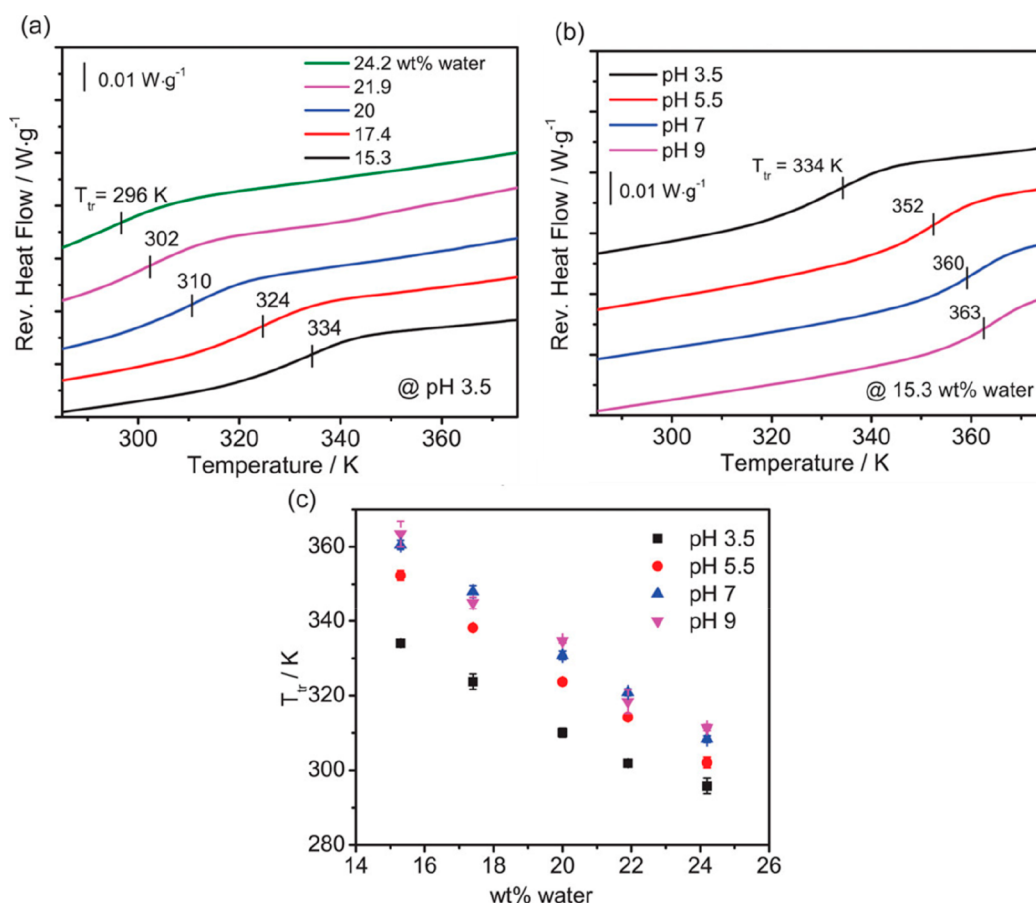 (a)
24.2 wt% water
21.9
20
17.4
15.3
0.01 W·g⁻¹
T_tr = 296 K
302
310
324
334
@ pH 3.5
Rev. Heat Flow / W·g⁻¹
300 320 340 360
Temperature / K
(b)
pH 3.5
pH 5.5
pH 7
pH 9
0.01 W·g⁻¹
T_tr = 334 K
352
360
363
@ 15.3 wt% water
Rev. Heat Flow / W·g⁻¹
300 320 340 360
Temperature / K
(c)
pH 3.5
pH 5.5
pH 7
pH 9
T_tr / K
360
340
320
300
280
14 16 18 20 22 24 26
wt% water